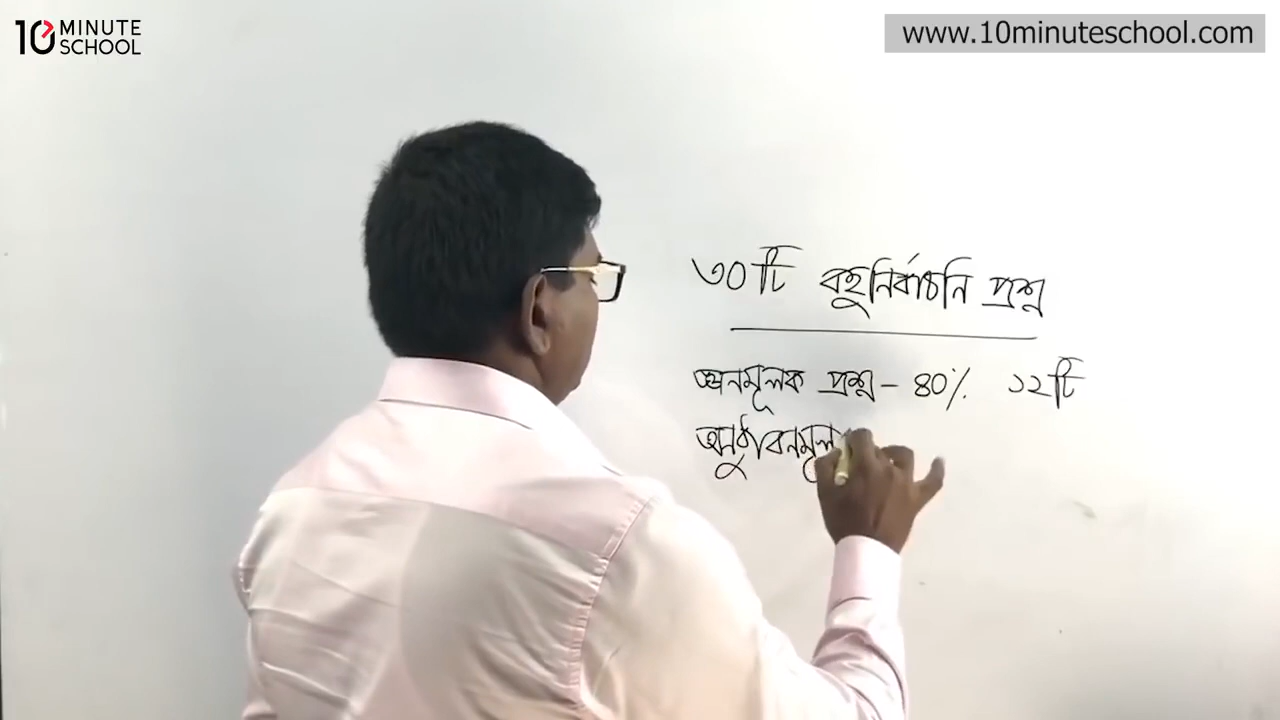 10 MINUTE SCHOOL
www.10minuteschool.com
৩০টি বহুনির্বাচনি প্রশ্ন
জ্ঞানমূলক প্রশ্ন - ৪০% ১২টি
অনুধাবনমূল